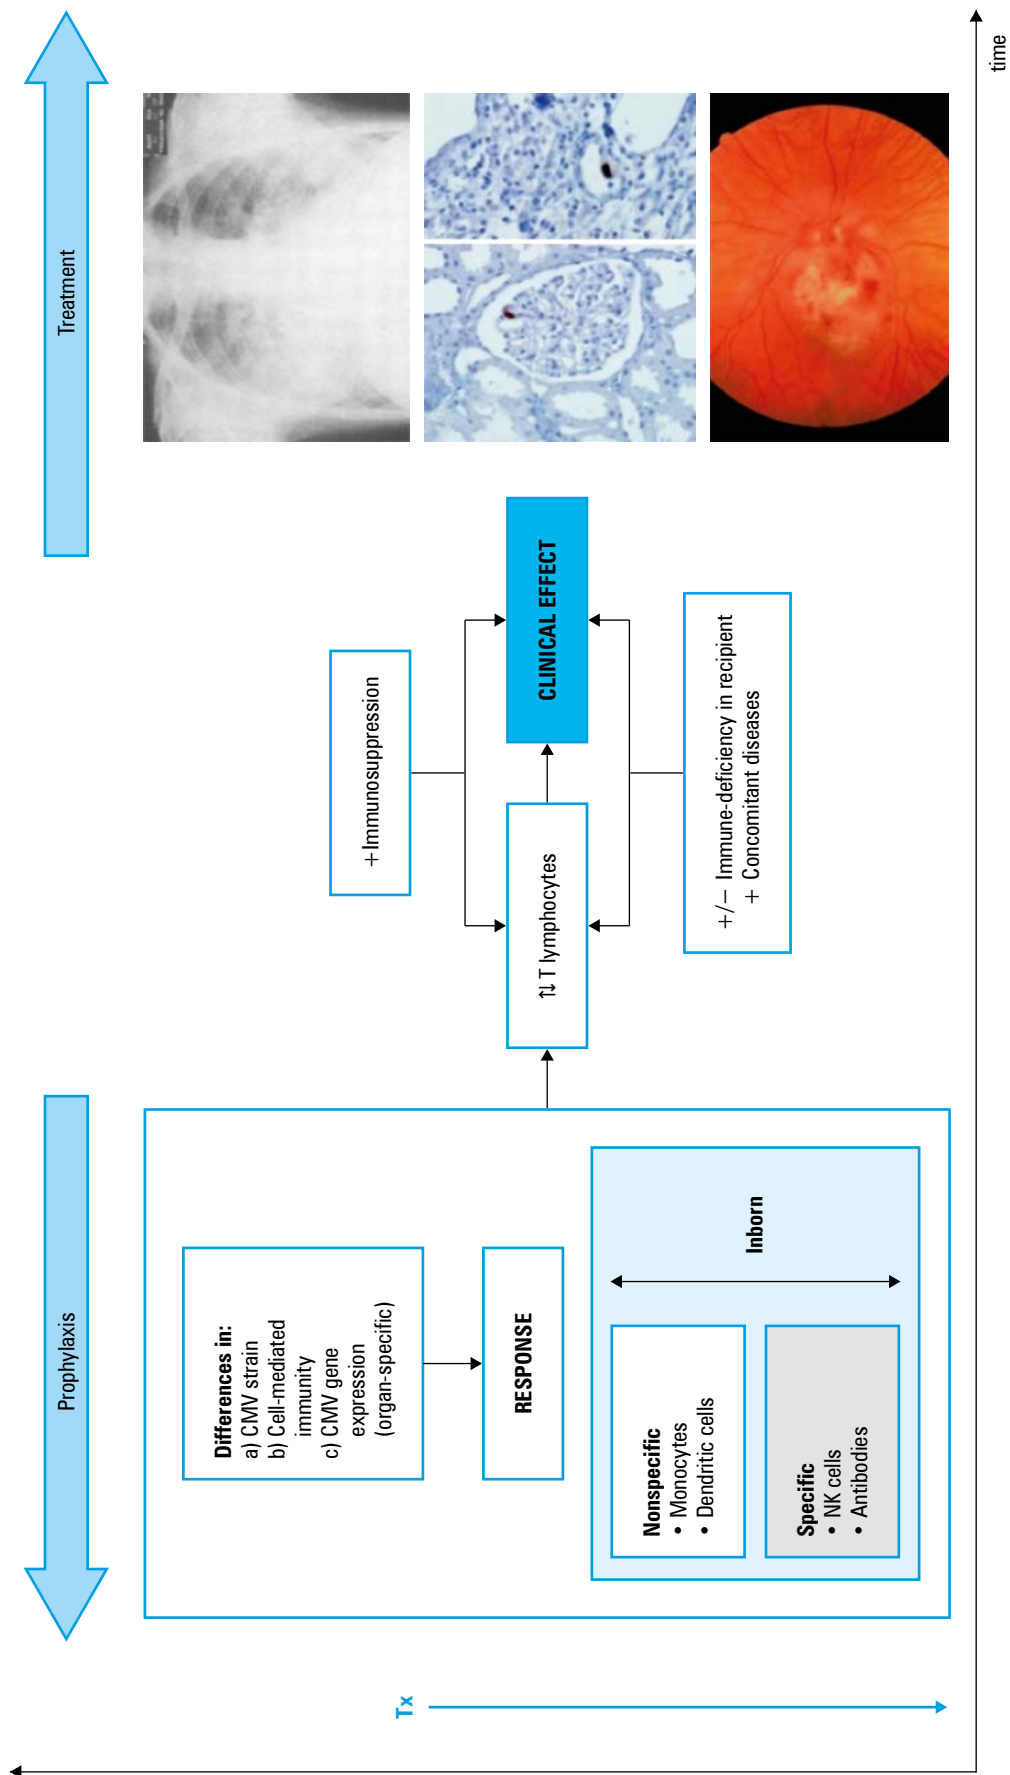 Prophylaxis
Treatment
Tx
Differences in:
a) CMV strain
b) Cell-mediated
immunity
c) CMV gene
expression
(organ-specific)
RESPONSE
Nonspecific
• Monocytes
• Dendritic cells
Specific
• NK cells
• Antibodies
Inborn
⇅ T lymphocytes
+Immunosuppression
CLINICAL EFFECT
+/− Immune-deficiency in recipient
+ Concomitant diseases
time